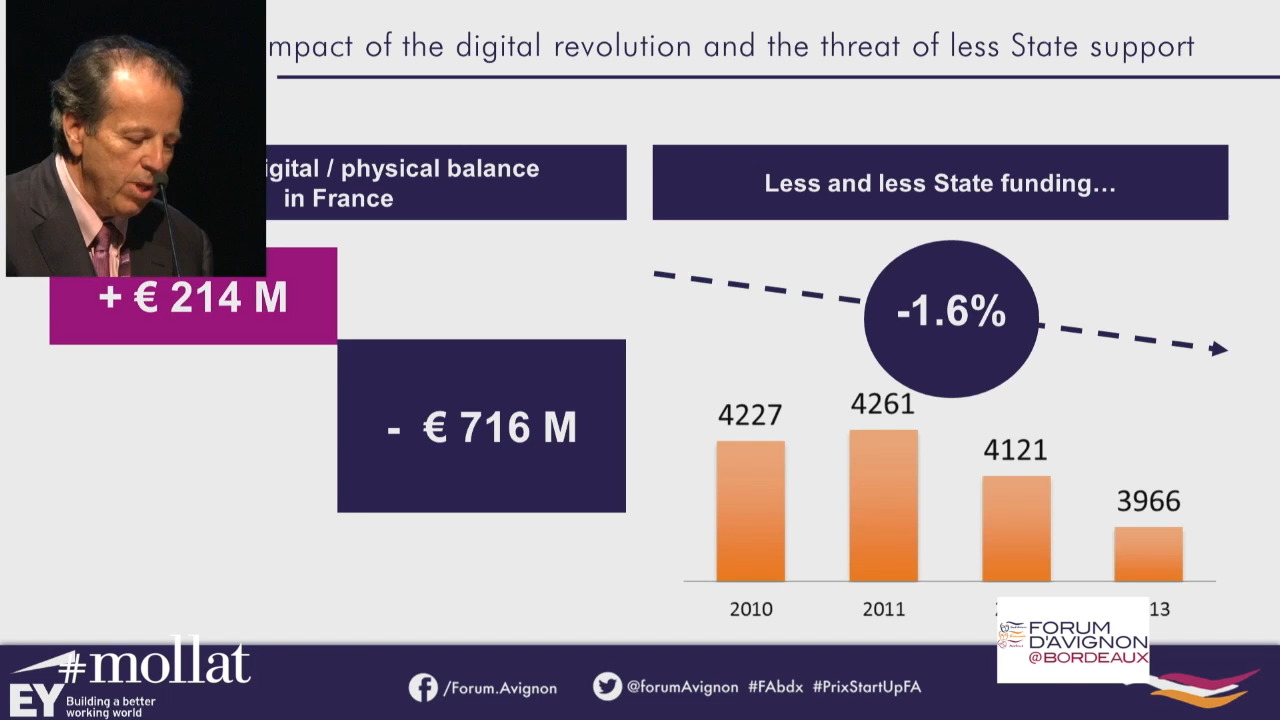 mpact of the digital revolution and the threat of less State support
igital / physical balance
in France
Less and less State funding...
+ € 214 M
- € 716 M
-1.6%
4227
4261
4121
3966
2010
2011
13
FORUM
D'AVIGNON
@BORDEAUX
#mollat
EY
Building a better
working world
/Forum.Avignon
@forumAvignon #FAbdx #PrixStartUpFA